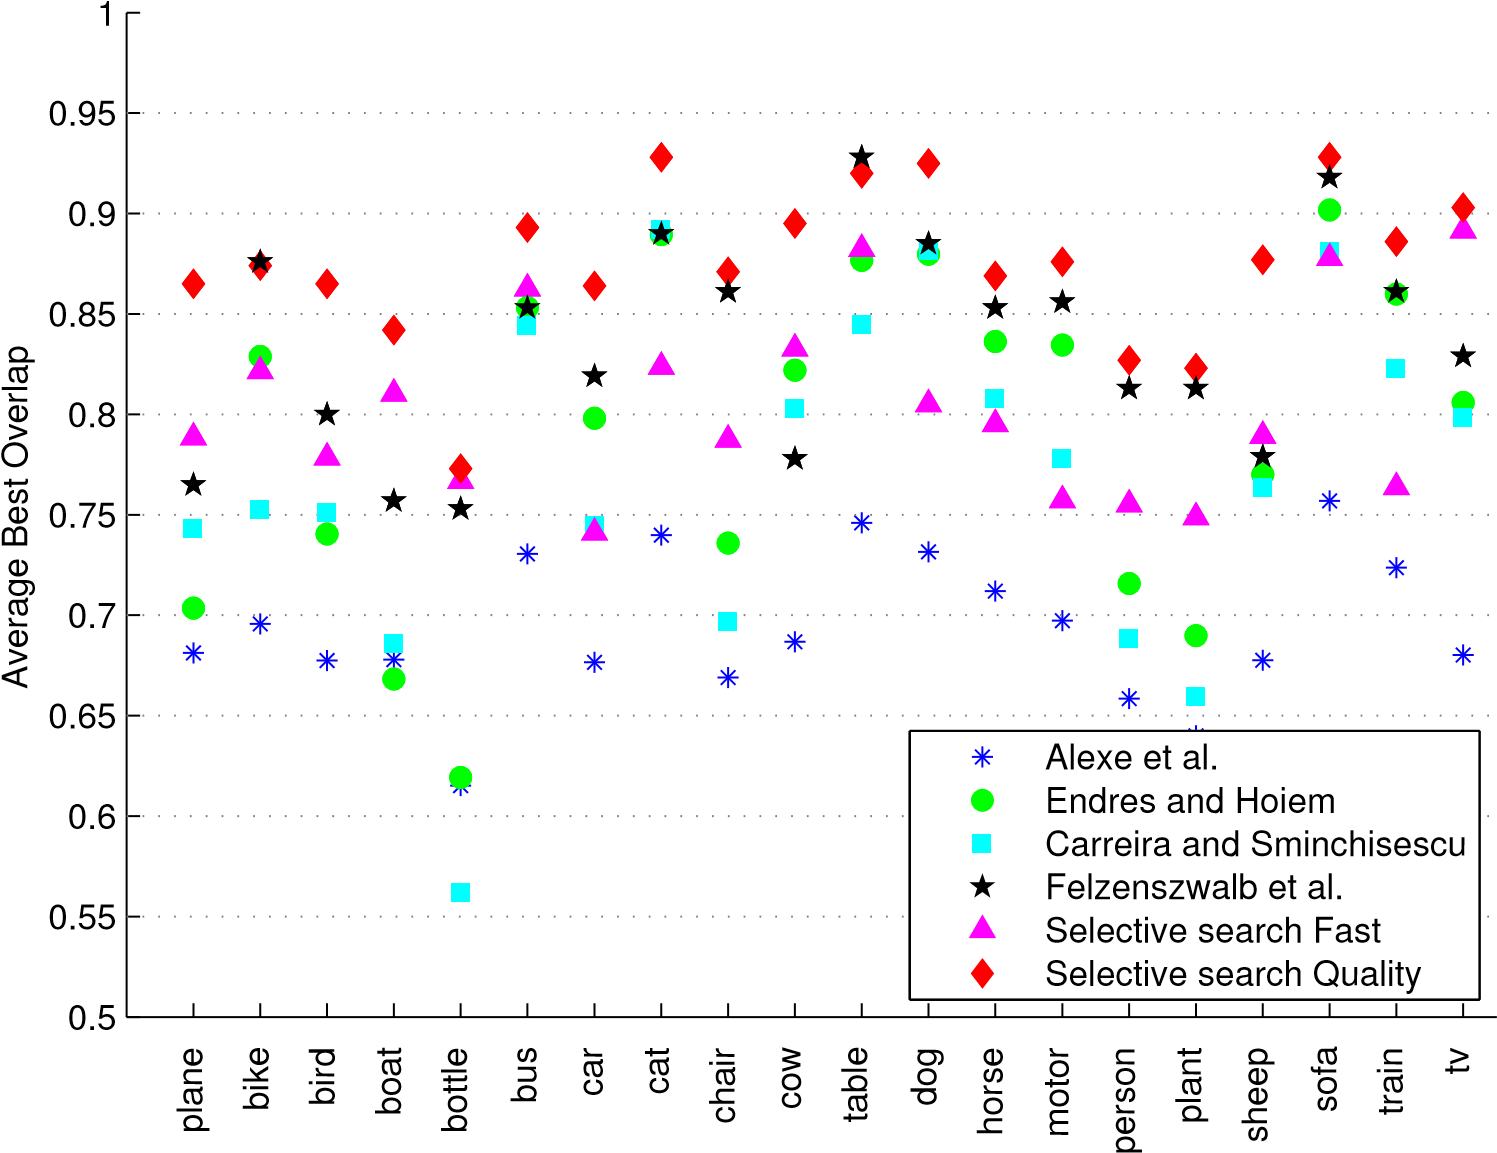 1
0.95
0.9
0.85
0.8
0.75
0.7
0.65
0.6
0.55
0.5
Average Best Overlap
plane
bike
bird
boat
bottle
bus
car
cat
chair
cow
table
dog
horse
motor
person
plant
sheep
sofa
train
tv
Alexe et al.
Endres and Hoiem
Carreira and Sminchisescu
Felzenszwalb et al.
Selective search Fast
Selective search Quality